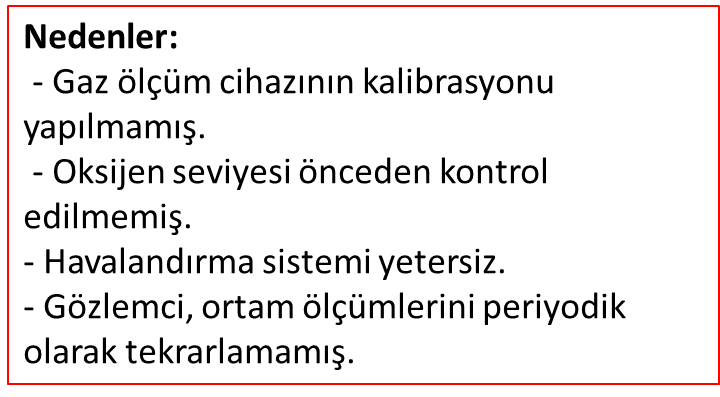 Nedenler:
- Gaz ölçüm cihazının kalibrasyonu
yapılmamış.
- Oksijen seviyesi önceden kontrol
edilmemiş.
- Havalandırma sistemi yetersiz.
- Gözlemci, ortam ölçümlerini periyodik
olarak tekrarlamamış.